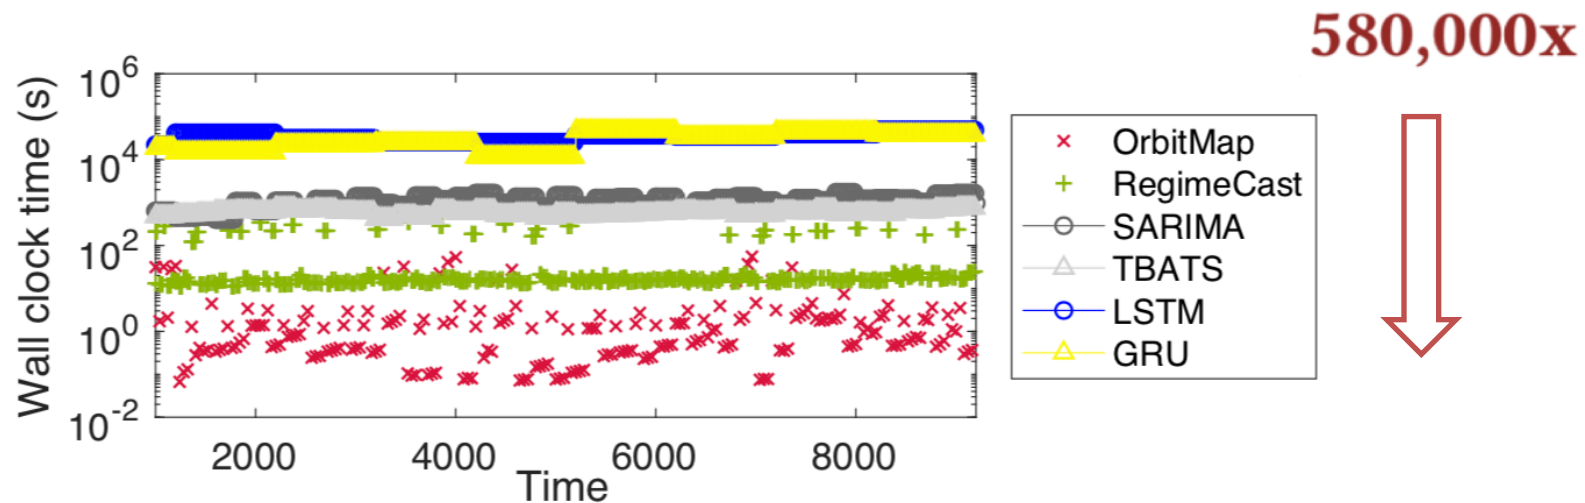 580,000x
Wall clock time (s)
10^6
10^4
10^2
10^0
10^-2
2000 4000 6000 8000
Time
OrbitMap
RegimeCast
SARIMA
TBATS
LSTM
GRU